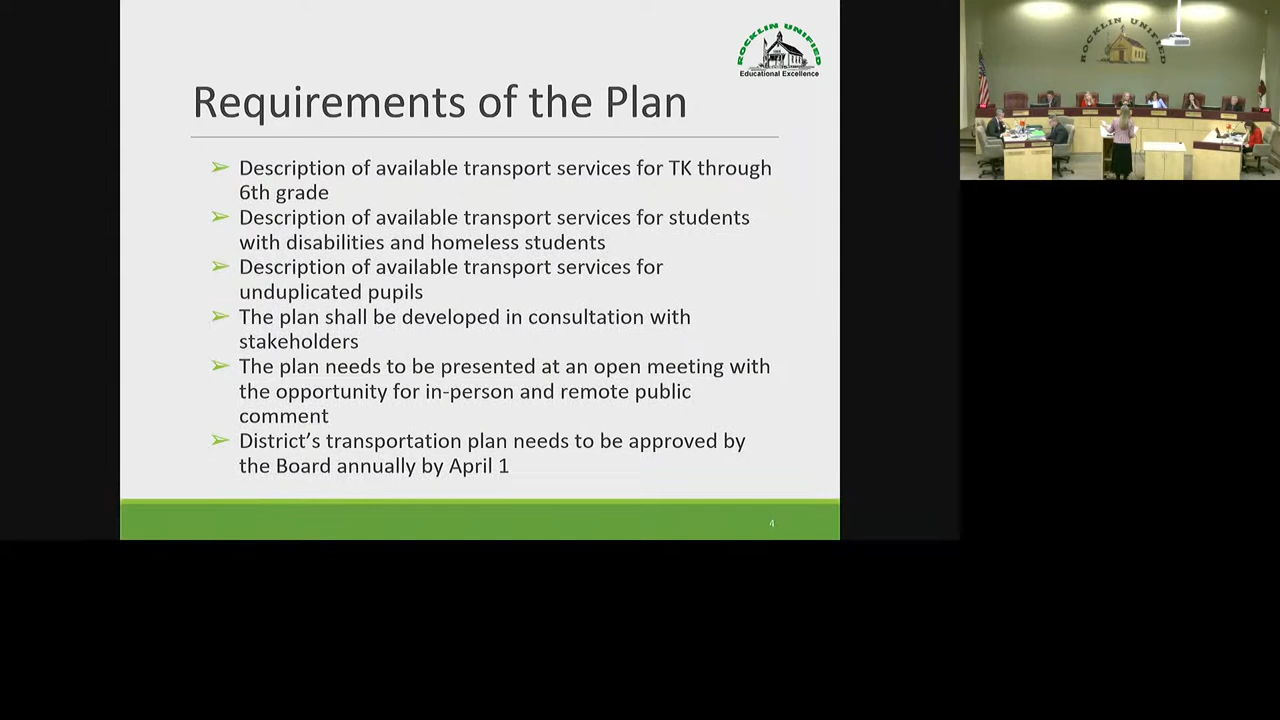 ROCKLIN UNIFIED
Educational Excellence
ROCKLIN UNIFIED
Requirements of the Plan
➢ Description of available transport services for TK through
6th grade
➢ Description of available transport services for students
with disabilities and homeless students
➢ Description of available transport services for
unduplicated pupils
➢ The plan shall be developed in consultation with
stakeholders
➢ The plan needs to be presented at an open meeting with
the opportunity for in-person and remote public
comment
➢ District’s transportation plan needs to be approved by
the Board annually by April 1
4